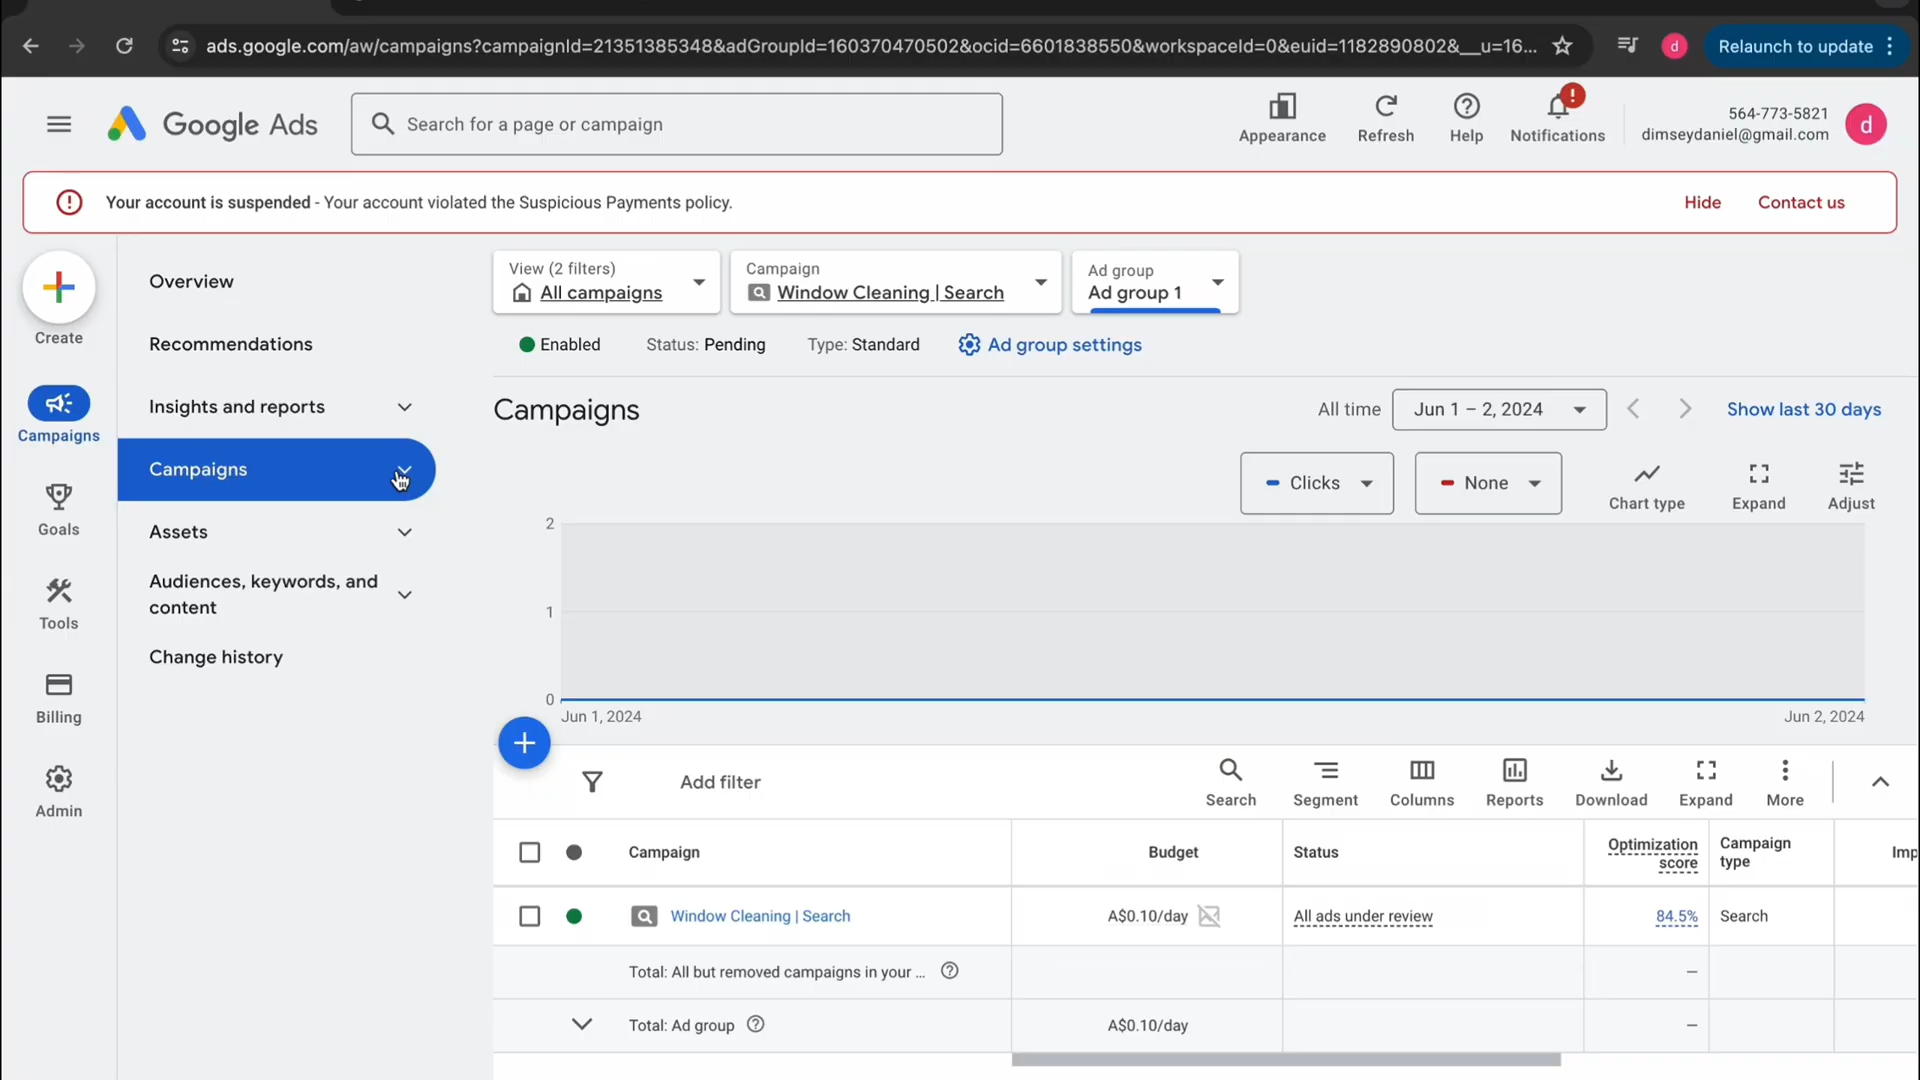 ads.google.com/aw/campaigns?campaignId=21351385348&adGroupId=160370470502&ocid=6601838550&workspaceId=0&euid=1182890802&__u=16...
d
Relaunch to update
Google Ads
Search for a page or campaign
Appearance
Refresh
Help
!
Notifications
564-773-5821
dimseydaniel@gmail.com
d
Your account is suspended - Your account violated the Suspicious Payments policy.
Hide
Contact us
Create
Campaigns
Goals
Tools
Billing
Admin
Overview
Recommendations
Insights and reports
Campaigns
Assets
Audiences, keywords, and
content
Change history
View (2 filters)
All campaigns
Campaign
Window Cleaning | Search
Ad group
Ad group 1
Enabled
Status: Pending
Type: Standard
Ad group settings
Campaigns
All time
Jun 1 – 2, 2024
Show last 30 days
Clicks
None
Chart type
Expand
Adjust
2
1
0
Jun 1, 2024
Jun 2, 2024
Add filter
Search
Segment
Columns
Reports
Download
Expand
More
Campaign
Budget
Status
Optimization
score
Campaign
type
Imp
Window Cleaning | Search
A$0.10/day
All ads under review
84.5%
Search
Total: All but removed campaigns in your ...
–
Total: Ad group
A$0.10/day
–